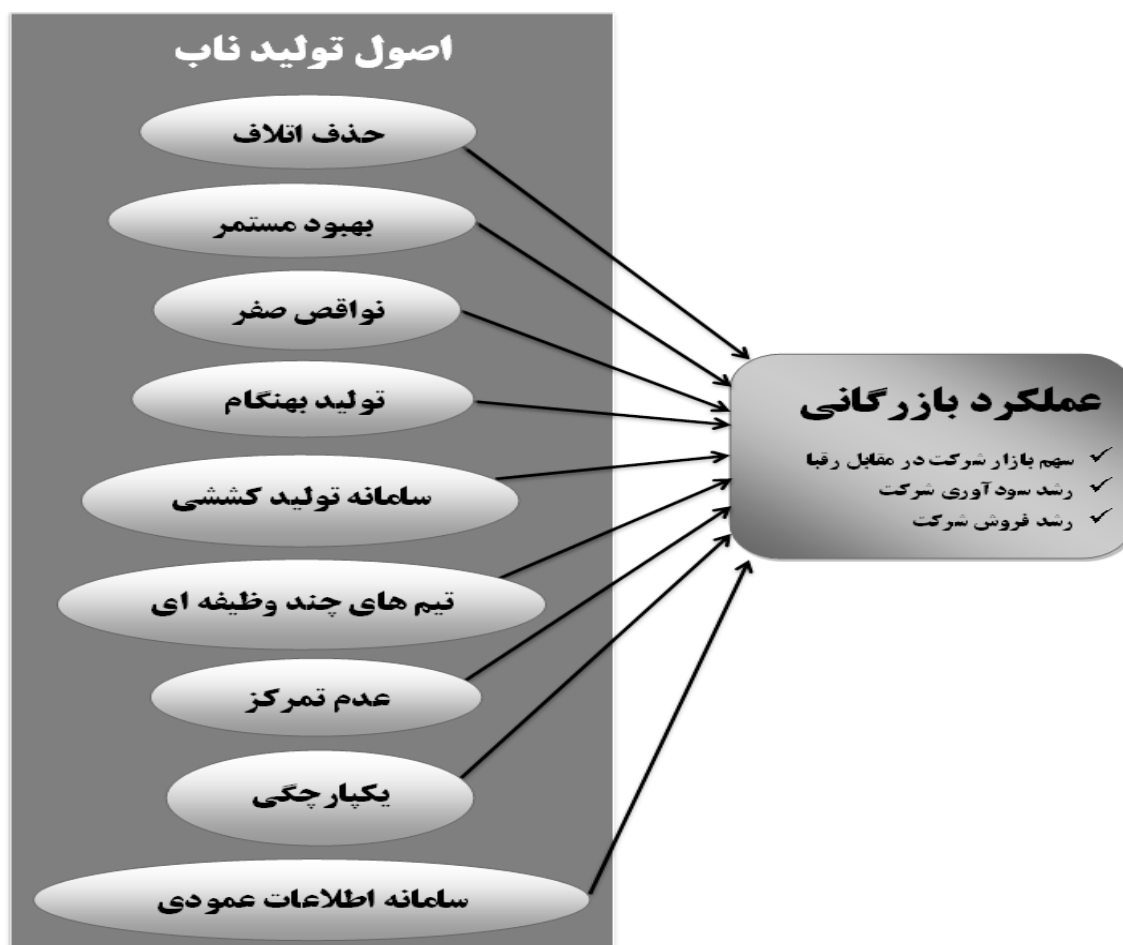 اصول تولید ناب
حذف اتلاف
بهبود مستمر
نواقص صفر
تولید بهنگام
سامانه تولید کششی
تیم های چند وظیفه ای
عدم تمرکز
یکپارچگی
سامانه اطلاعات عمودی
عملکرد بازرگانی
✓ سهم بازار شرکت در مقابل رقبا
✓ رشد سود آوری شرکت
✓ رشد فروش شرکت